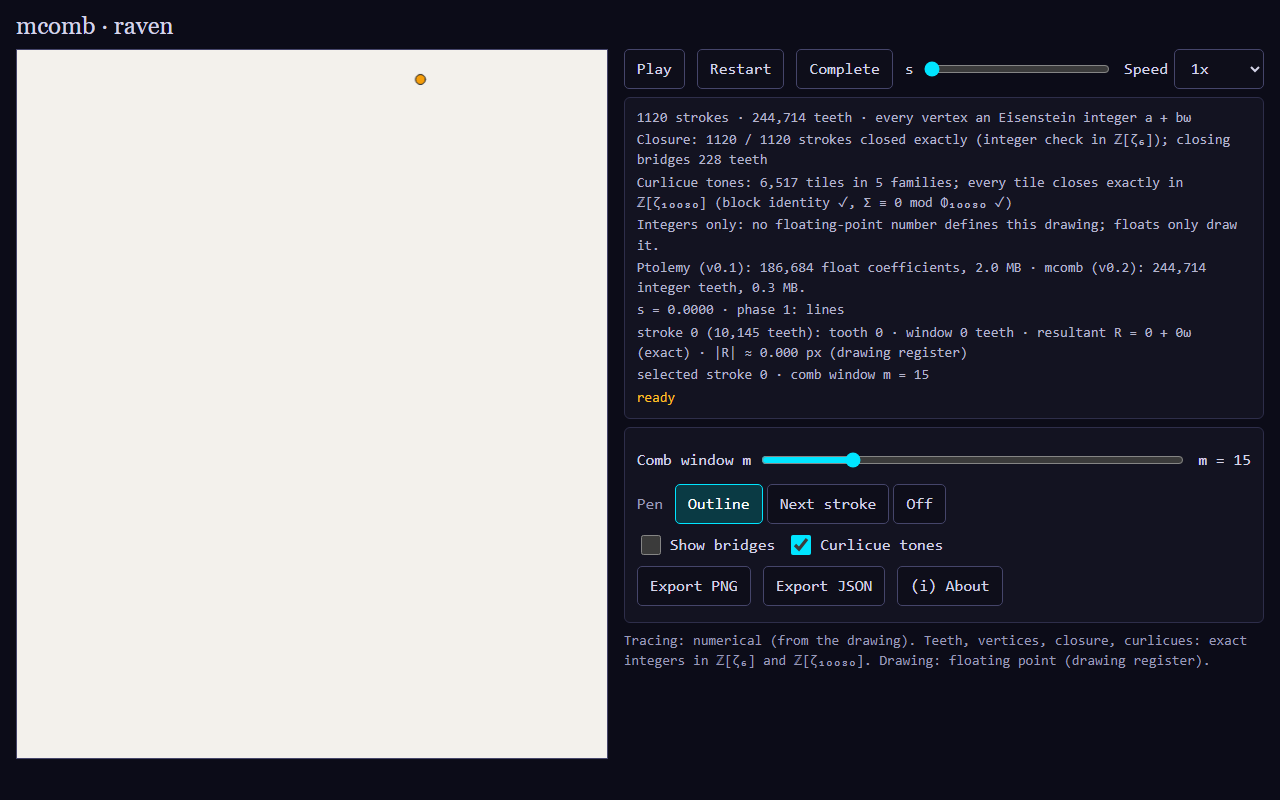 mcomb · raven
Play Restart Complete s Speed 1x
1120 strokes · 244,714 teeth · every vertex an Eisenstein integer a + bω
Closure: 1120 / 1120 strokes closed exactly (integer check in ℤ[ζ₆]); closing
bridges 228 teeth
Curlicue tones: 6,517 tiles in 5 families; every tile closes exactly in
ℤ[ζ₁₀₀₈₀] (block identity ✓, Σ ≡ 0 mod Φ₁₀₀₈₀ ✓)
Integers only: no floating-point number defines this drawing; floats only draw
it.
Ptolemy (v0.1): 186,684 float coefficients, 2.0 MB · mcomb (v0.2): 244,714
integer teeth, 0.3 MB.
s = 0.0000 · phase 1: lines
stroke 0 (10,145 teeth): tooth 0 · window 0 teeth · resultant R = 0 + 0ω
(exact) · |R| ≈ 0.000 px (drawing register)
selected stroke 0 · comb window m = 15
ready
Comb window m m = 15
Pen Outline Next stroke Off
Show bridges Curlicue tones
Export PNG Export JSON (i) About
Tracing: numerical (from the drawing). Teeth, vertices, closure, curlicues: exact
integers in ℤ[ζ₆] and ℤ[ζ₁₀₀₈₀]. Drawing: floating point (drawing register).